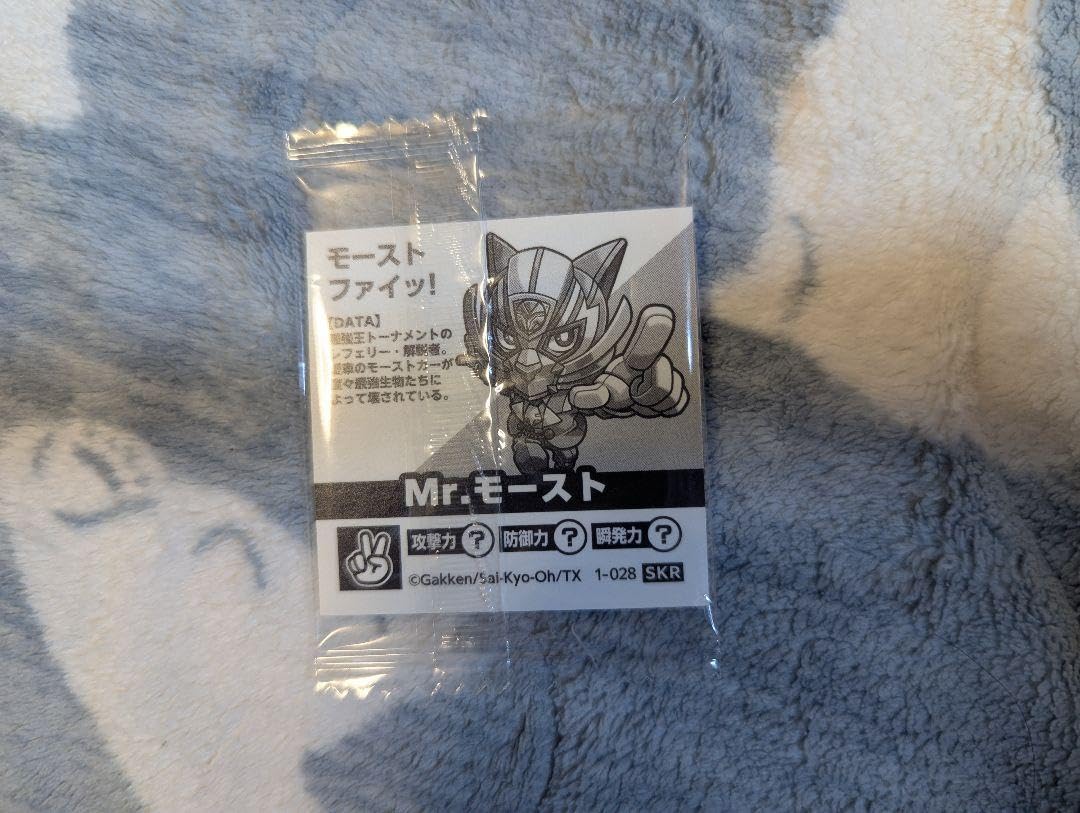 モースト
ファイッ!
【DATA】
最強王トーナメントの
レフェリー・解説者。
愛車のモーストカーが
度々最強生物たちに
よって壊されている。
Mr.モースト
攻撃力 ? 防御力 ? 瞬発力 ?
©Gakken/Sai-Kyo-Oh/TX 1-028 SKR